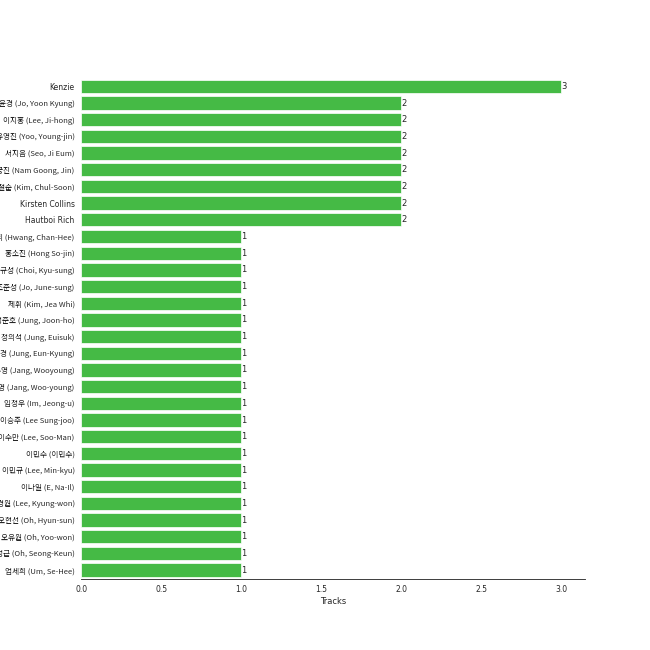 Kenzie 3
윤경 (Jo, Yoon Kyung) 2
이지홍 (Lee, Ji-hong) 2
유영진 (Yoo, Young-jin) 2
서지음 (Seo, Ji Eum) 2
궁진 (Nam Goong, Jin) 2
철순 (Kim, Chul-Soon) 2
Kirsten Collins 2
Hautboi Rich 2
(Hwang, Chan-Hee) 1
홍소진 (Hong So-jin) 1
규성 (Choi, Kyu-sung) 1
조준성 (Jo, June-sung) 1
제휘 (Kim, Jea Whi) 1
정준호 (Jung, Joon-ho) 1
정의석 (Jung, Euisuk) 1
경 (Jung, Eun-Kyung) 1
영 (Jang, Wooyoung) 1
영 (Jang, Woo-young) 1
임정우 (Im, Jeong-u) 1
이승주 (Lee Sung-joo) 1
이수만 (Lee, Soo-Man) 1
이민수 (이민수) 1
이민규 (Lee, Min-kyu) 1
이나일 (E, Na-Il) 1
경원 (Lee, Kyung-won) 1
오현선 (Oh, Hyun-sun) 1
오유원 (Oh, Yoo-won) 1
성근 (Oh, Seong-Keun) 1
엄세희 (Um, Se-Hee) 1
0.0 0.5 1.0 1.5 2.0 2.5 3.0
Tracks